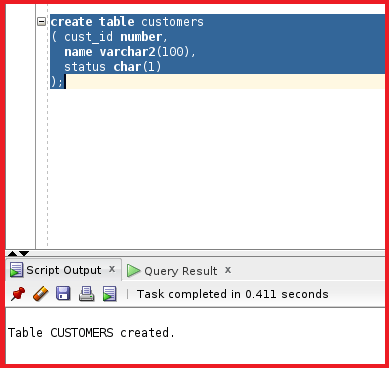 create table customers
( cust_id number,
name varchar2(100),
status char(1)
);
Script Output x Query Result x
Task completed in 0.411 seconds
Table CUSTOMERS created.